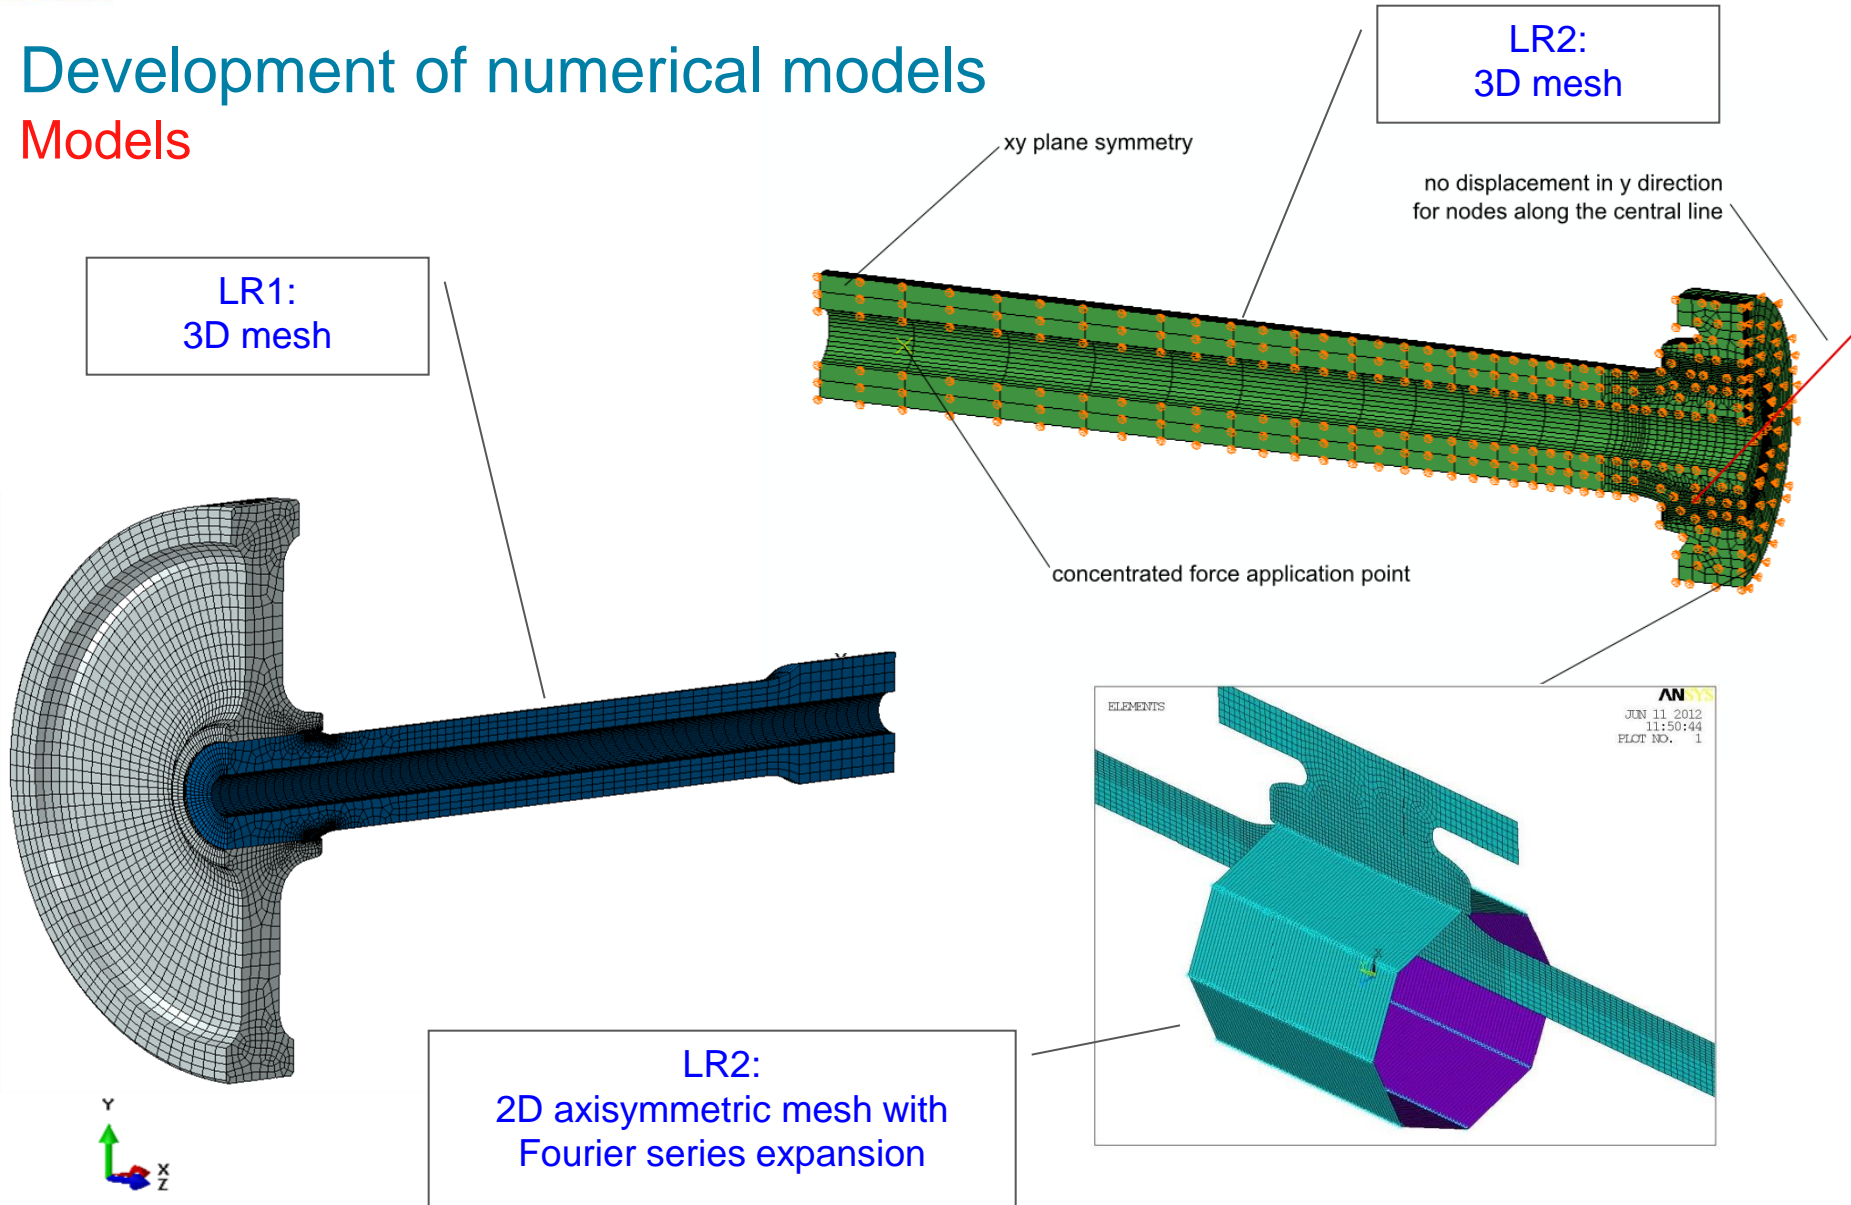 Development of numerical models
Models
LR2:
3D mesh
xy plane symmetry
no displacement in y direction
for nodes along the central line
LR1:
3D mesh
concentrated force application point
ELEMENTS
ANSYS
JUN 11 2012
11:50:44
PLOT NO. 1
X
LR2:
2D axisymmetric mesh with
Fourier series expansion
Y
X
Z